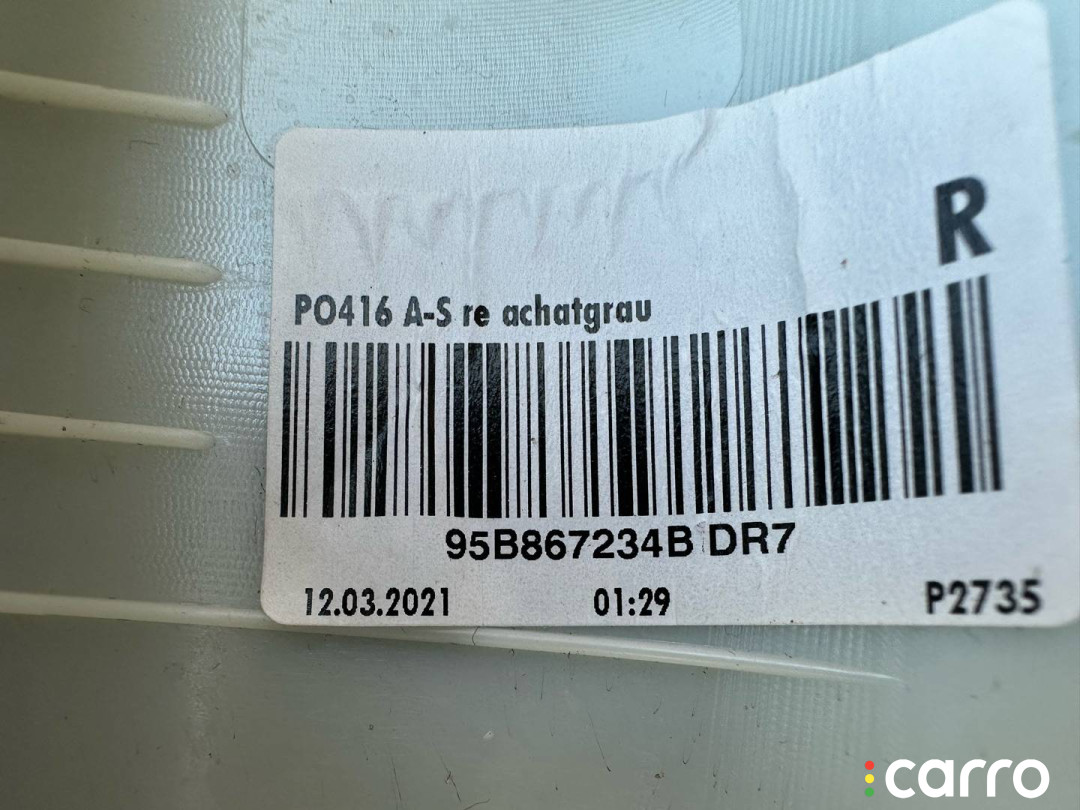 R
PO416 A-S re achatgrau
95B867234B DR7
12.03.2021 01:29 P2735
carro